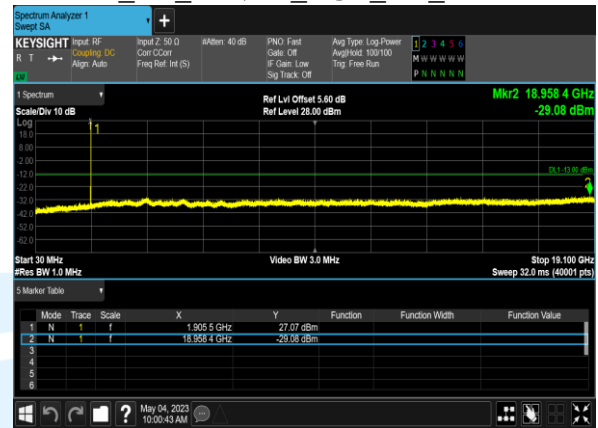 Spectrum Analyzer 1
Swept SA
KEYSIGHT Input: RF Input Z: 50 Ω #Atten: 40 dB PNO: Fast Avg Type: Log-Power 1 2 3 4 5 6
R T Coupling: DC Corr CCorr Gate: Off Avg|Hold: 100/100 M W W W W W
Align: Auto Freq Ref: Int (S) IF Gain: Low Trig: Free Run
Sig Track: Off P N N N N N
LV
1 Spectrum Ref Lvl Offset 5.60 dB Mkr2 18.958 4 GHz
Scale/Div 10 dB Ref Level 28.00 dBm -29.08 dBm
Log
1
18.0
8.00
-2.00
DL1 -13.00 dBm
-12.0
2
-22.0
-32.0
-42.0
-52.0
-62.0
Start 30 MHz Video BW 3.0 MHz Stop 19.100 GHz
#Res BW 1.0 MHz Sweep 32.0 ms (40001 pts)
5 Marker Table
Mode Trace Scale X Y Function Function Width Function Value
1 N 1 f 1.905 5 GHz 27.07 dBm
2 N 1 f 18.958 4 GHz -29.08 dBm
3
4
5
6
? May 04, 2023
10:00:43 AM